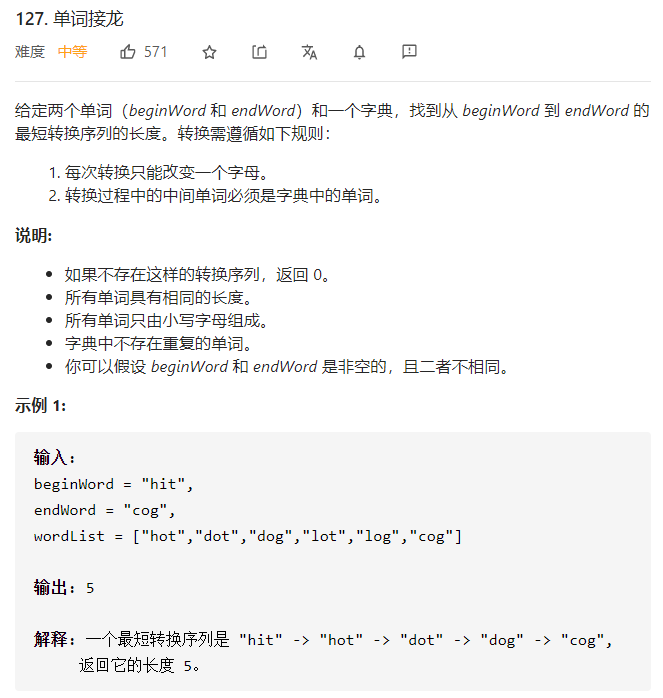 127. 单词接龙
难度 中等 571
给定两个单词（beginWord 和 endWord）和一个字典，找到从 beginWord 到 endWord 的
最短转换序列的长度。转换需遵循如下规则：
1. 每次转换只能改变一个字母。
2. 转换过程中的中间单词必须是字典中的单词。
说明:
• 如果不存在这样的转换序列，返回 0。
• 所有单词具有相同的长度。
• 所有单词只由小写字母组成。
• 字典中不存在重复的单词。
• 你可以假设 beginWord 和 endWord 是非空的，且二者不相同。
示例 1:
输入:
beginWord = "hit",
endWord = "cog",
wordList = ["hot","dot","dog","lot","log","cog"]
输出: 5
解释: 一个最短转换序列是 "hit" -> "hot" -> "dot" -> "dog" -> "cog",
返回它的长度 5。